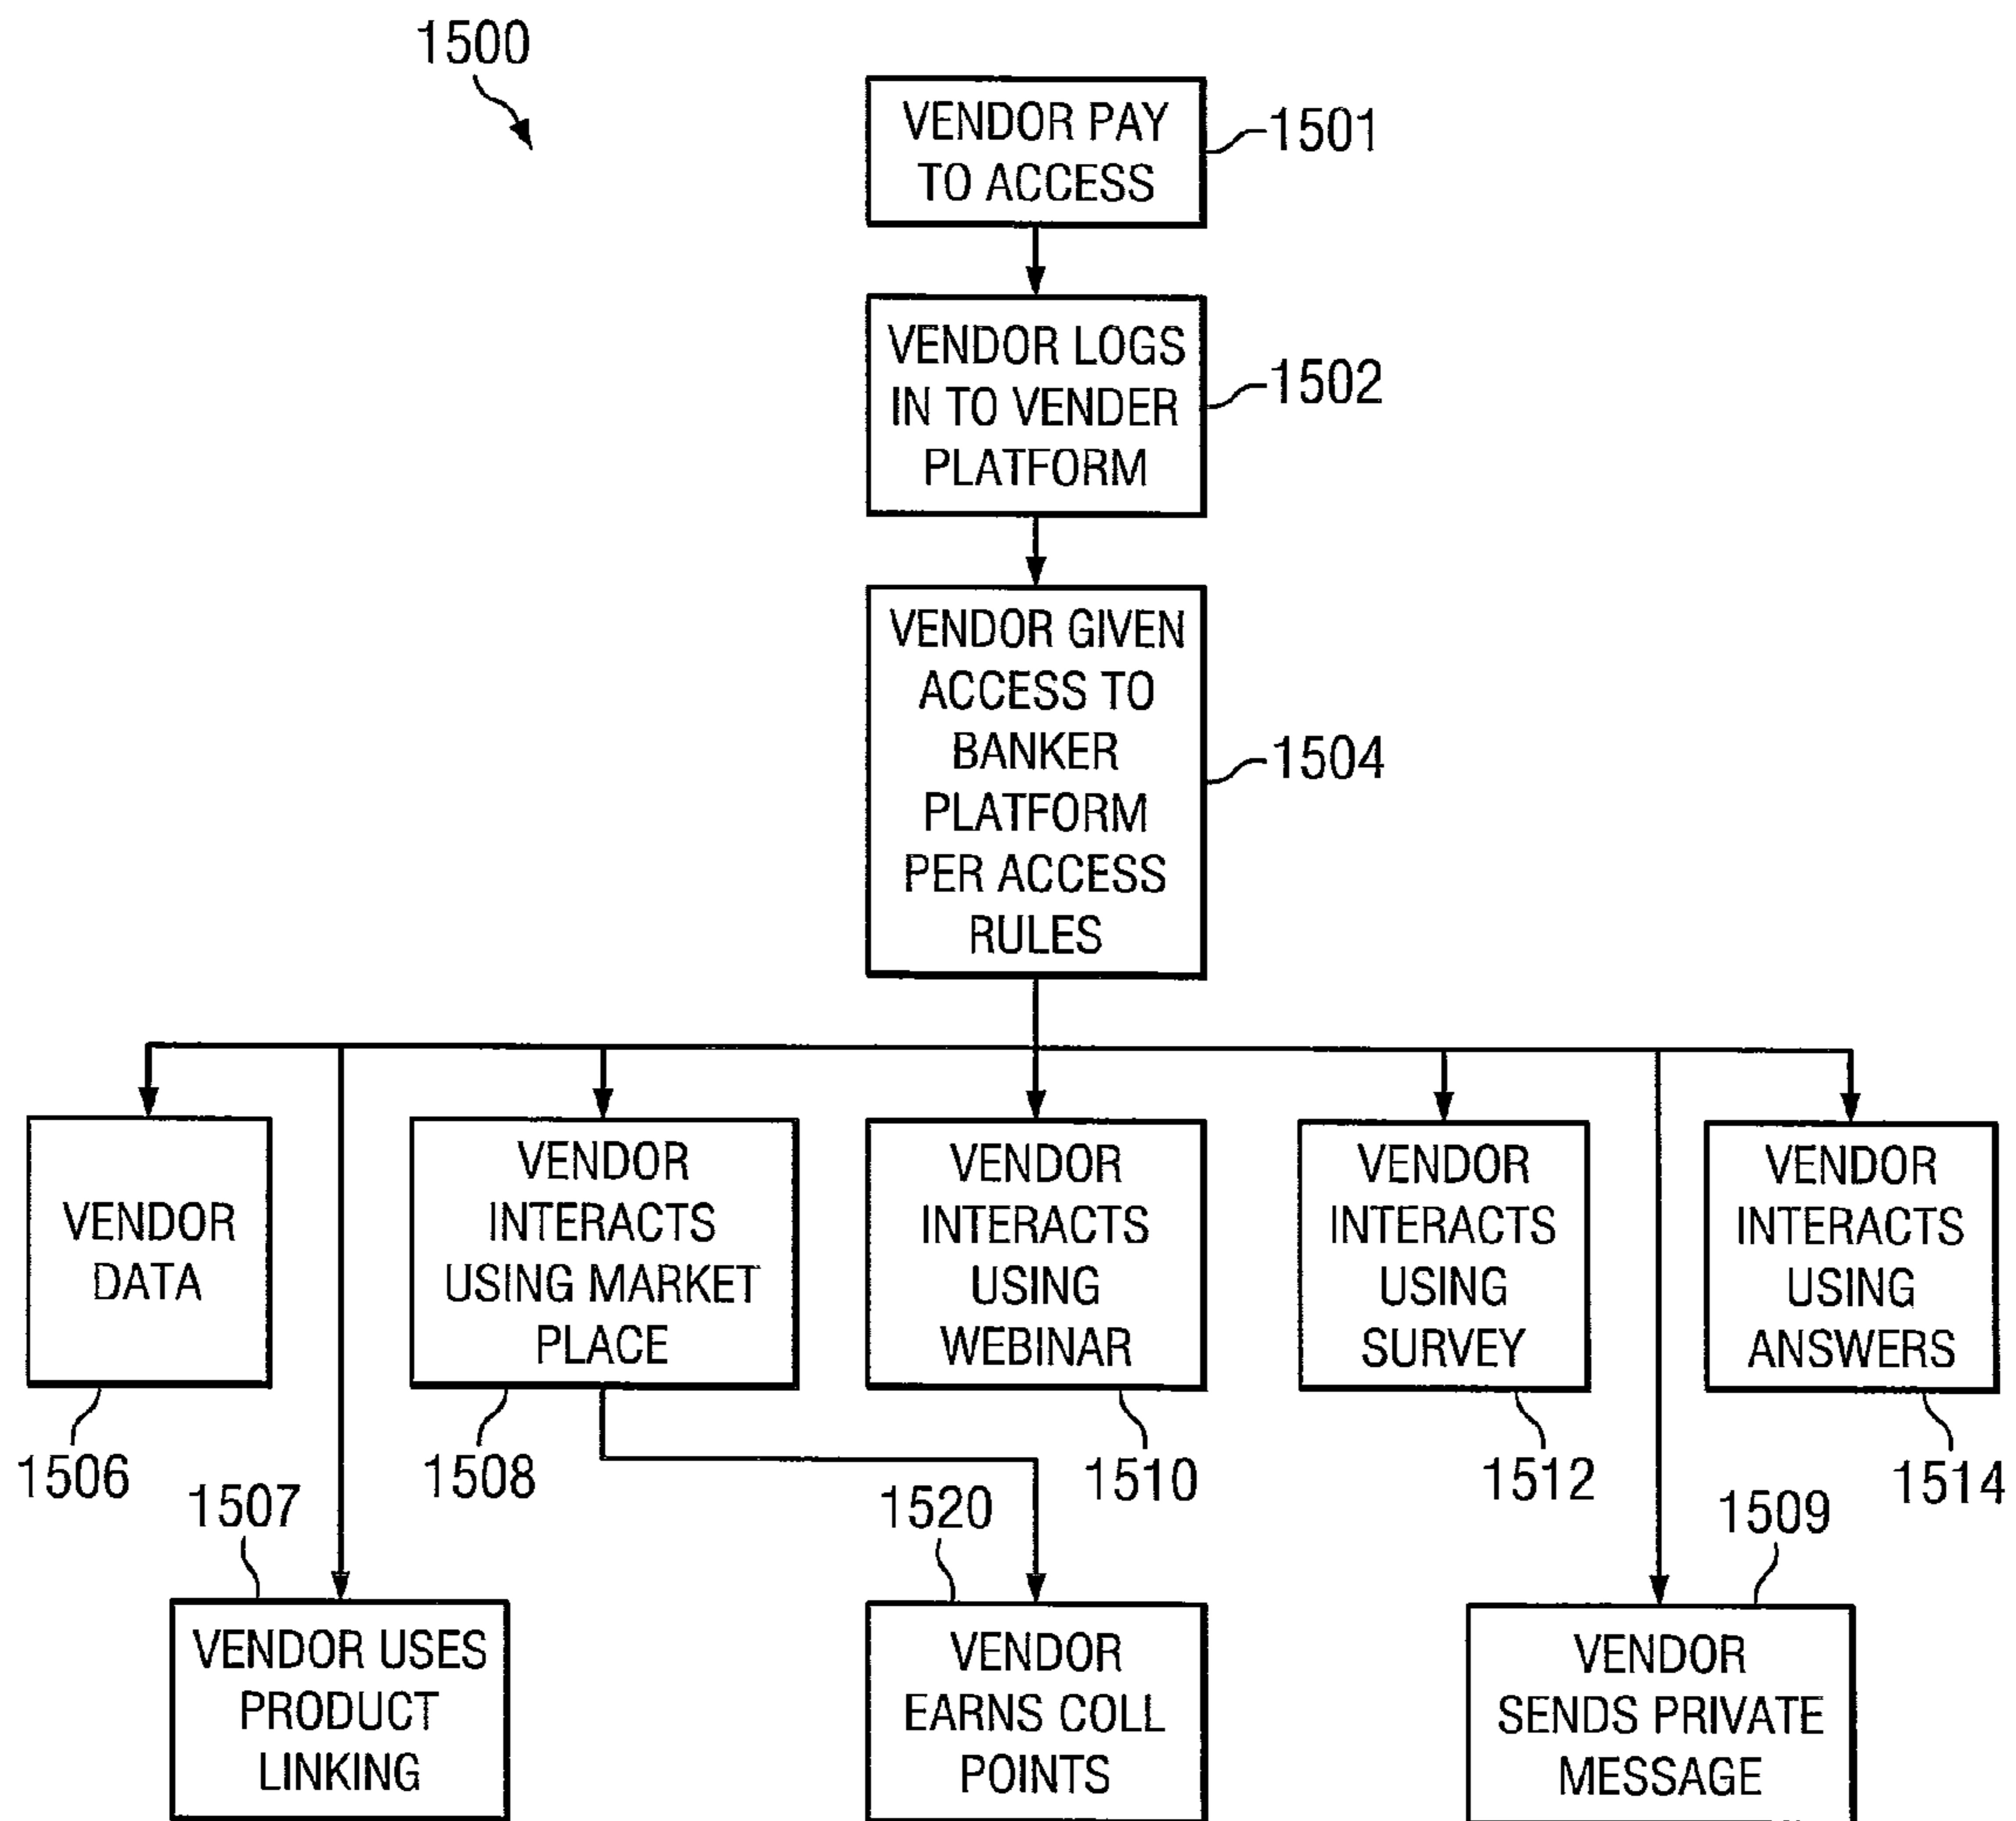 1500
VENDOR PAY
TO ACCESS
1501
VENDOR LOGS
IN TO VENDER
PLATFORM
1502
VENDOR GIVEN
ACCESS TO
BANKER
PLATFORM
PER ACCESS
RULES
1504
VENDOR
DATA
1506
VENDOR
INTERACTS
USING MARKET
PLACE
1508
VENDOR
INTERACTS
USING
WEBINAR
1510
VENDOR
INTERACTS
USING
SURVEY
1512
VENDOR
INTERACTS
USING
ANSWERS
1514
1507
VENDOR USES
PRODUCT
LINKING
1520
VENDOR
EARNS COLL
POINTS
1509
VENDOR
SENDS PRIVATE
MESSAGE